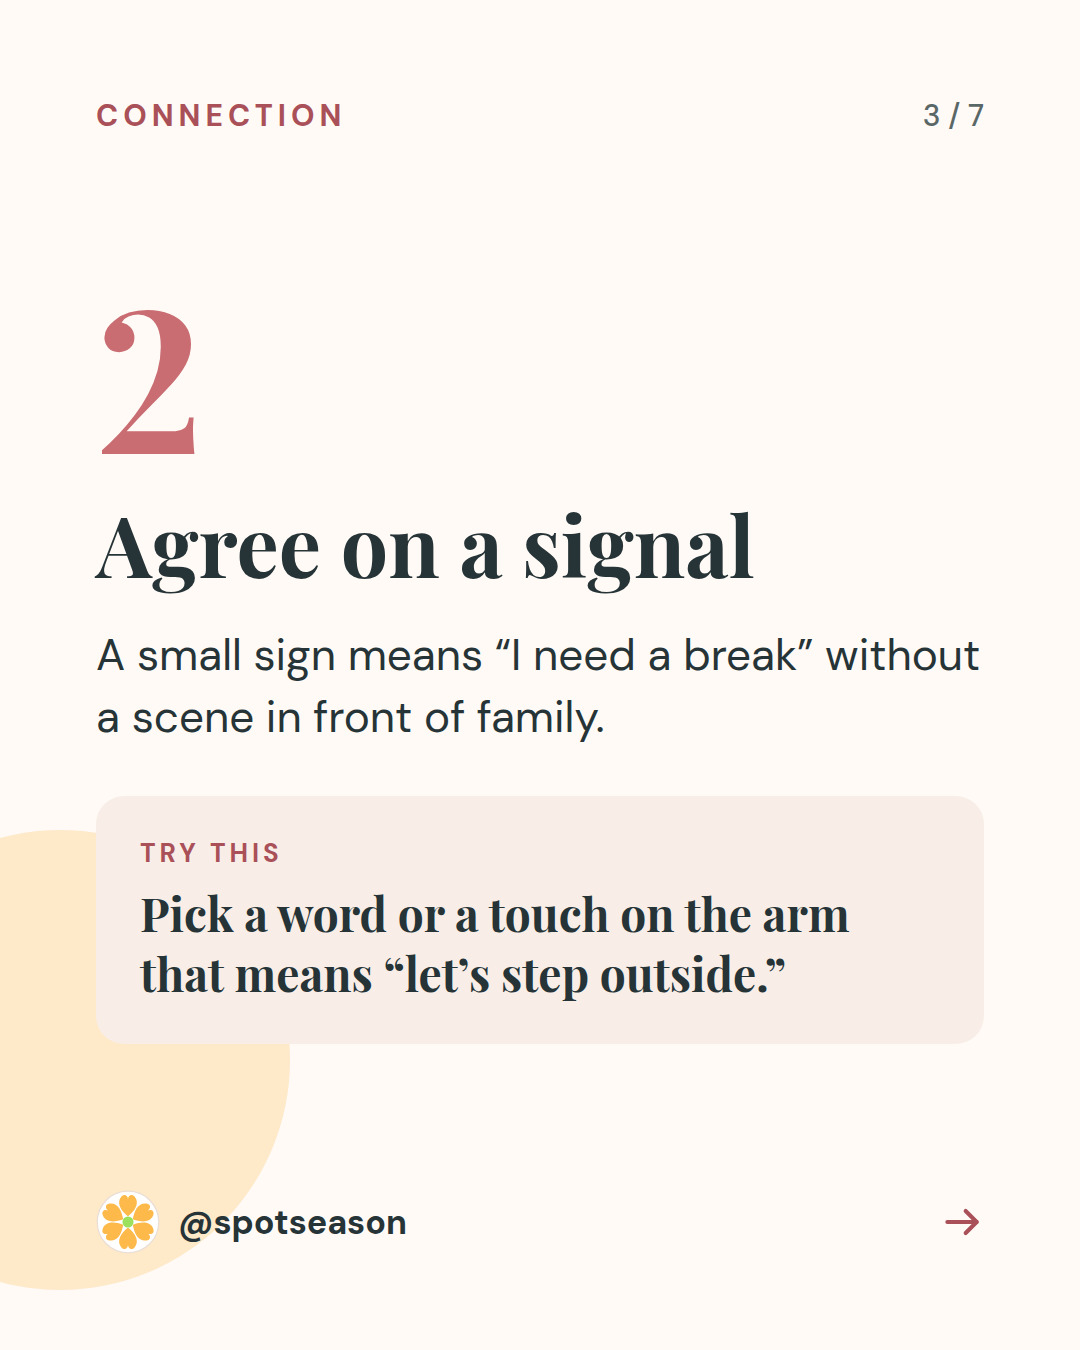 CONNECTION
3 / 7
2
Agree on a signal
A small sign means “I need a break” without
a scene in front of family.
TRY THIS
Pick a word or a touch on the arm
that means “let’s step outside.”
@spotseason